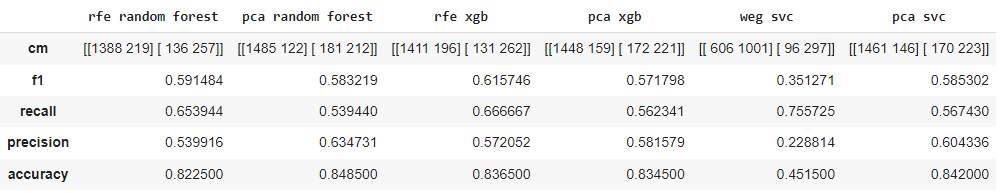 rfe random forest pca random forest rfe xgb pca xgb weg svc pca svc
cm [[1388 219] [ 136 257]] [[1485 122] [ 181 212]] [[1411 196] [ 131 262]] [[1448 159] [ 172 221]] [[ 606 1001] [ 96 297]] [[1461 146] [ 170 223]]
f1 0.591484 0.583219 0.615746 0.571798 0.351271 0.585302
recall 0.653944 0.539440 0.666667 0.562341 0.755725 0.567430
precision 0.539916 0.634731 0.572052 0.581579 0.228814 0.604336
accuracy 0.822500 0.848500 0.836500 0.834500 0.451500 0.842000